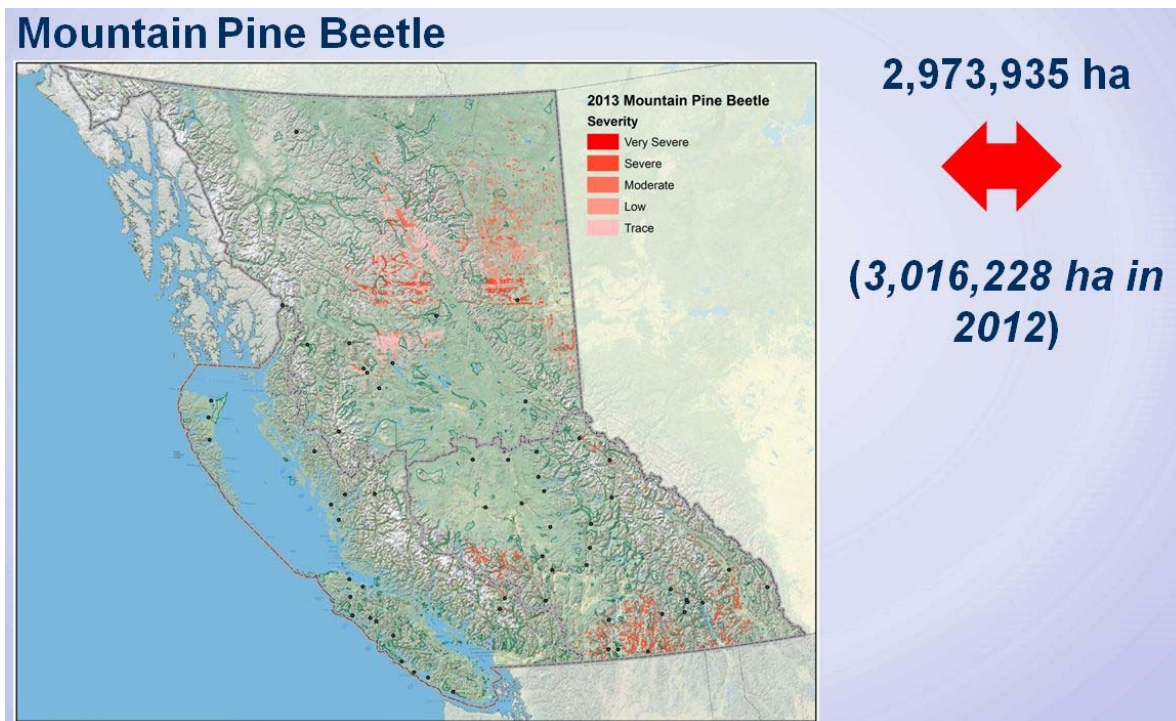 Mountain Pine Beetle
2013 Mountain Pine Beetle
Severity
Very Severe
Severe
Moderate
Low
Trace
2,973,935 ha
(3,016,228 ha in
2012)